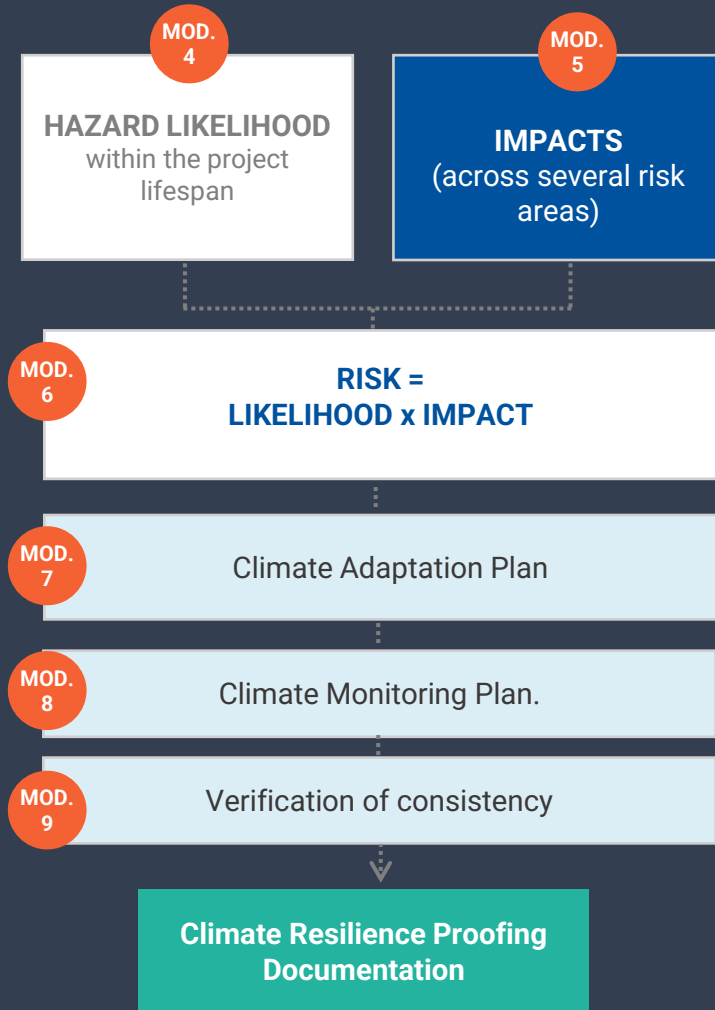 MOD.
4
HAZARD LIKELIHOOD
within the project
lifespan
MOD.
5
IMPACTS
(across several risk
areas)
MOD.
6
RISK =
LIKELIHOOD x IMPACT
MOD.
7
Climate Adaptation Plan
MOD.
8
Climate Monitoring Plan.
MOD.
9
Verification of consistency
Climate Resilience Proofing
Documentation